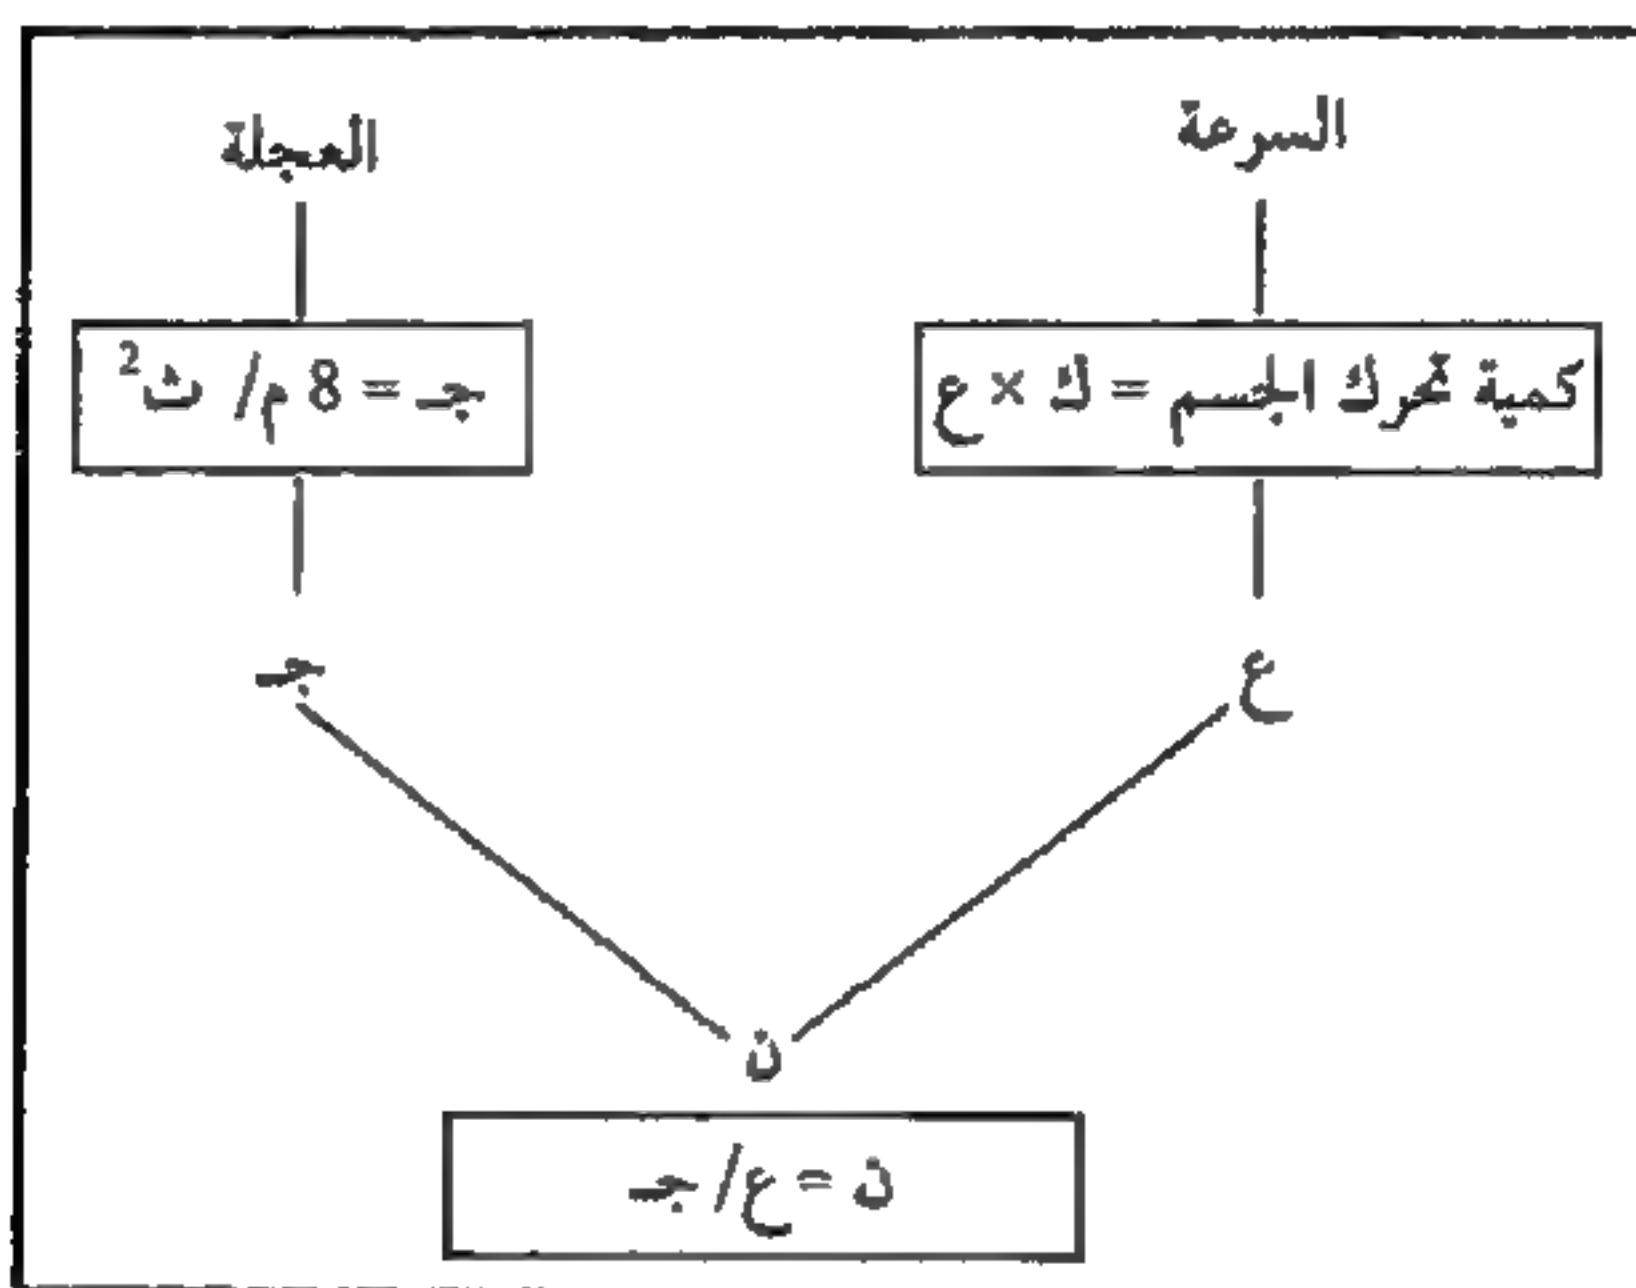 السرعة
العجلة
كمية تحرك الجسم = ك × ع
جـ = 8 م/ ث²
ع
جـ
ن
ن = ع/ جـ